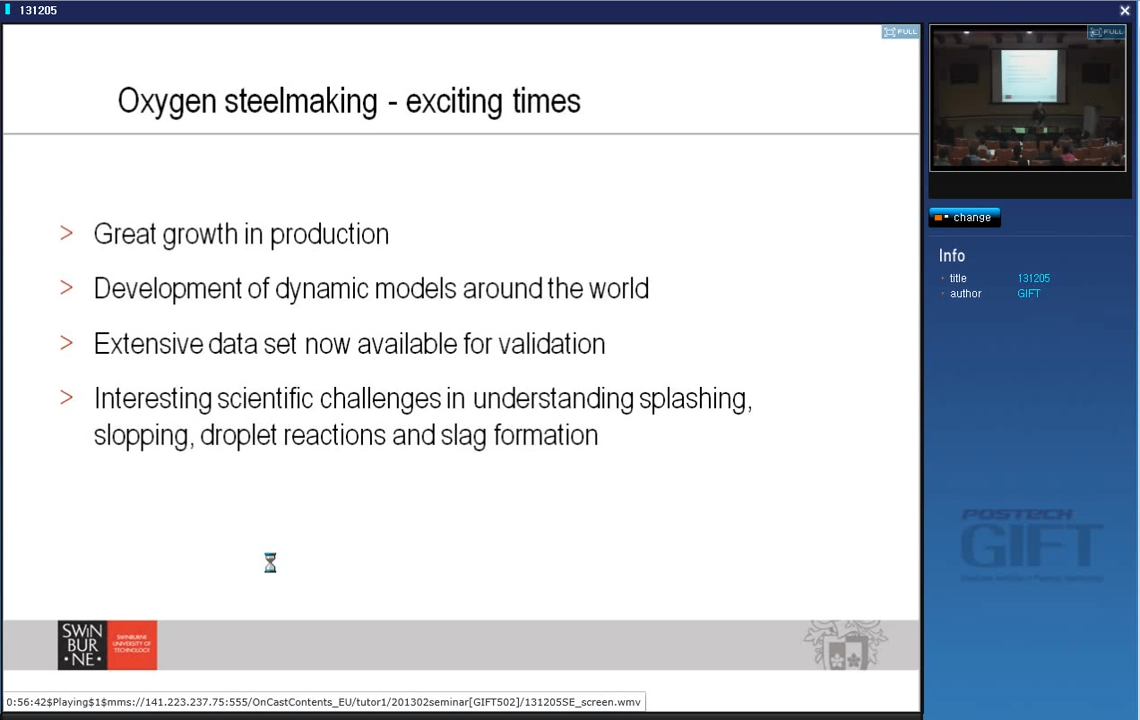 131205
FULL
Oxygen steelmaking - exciting times
> Great growth in production
> Development of dynamic models around the world
> Extensive data set now available for validation
> Interesting scientific challenges in understanding splashing,
slopping, droplet reactions and slag formation
SWIN
BUR
•NE•
SWINBURNE
UNIVERSITY OF
TECHNOLOGY
0:56:42$Playing$1$mms://141.223.237.75:555/OnCastContents_EU/tutor1/201302seminar[GIFT502]/131205SE_screen.wmv
FULL
change
Info
title 131205
author GIFT
POSTECH
GIFT